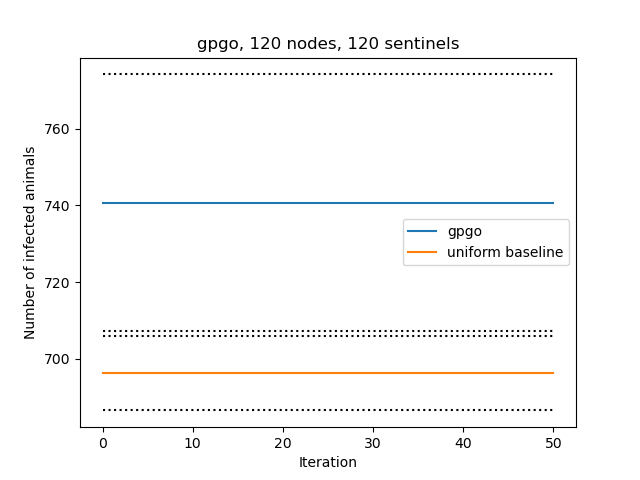 gpgo, 120 nodes, 120 sentinels
Number of infected animals
760
740
720
700
gpgo
uniform baseline
0 10 20 30 40 50
Iteration